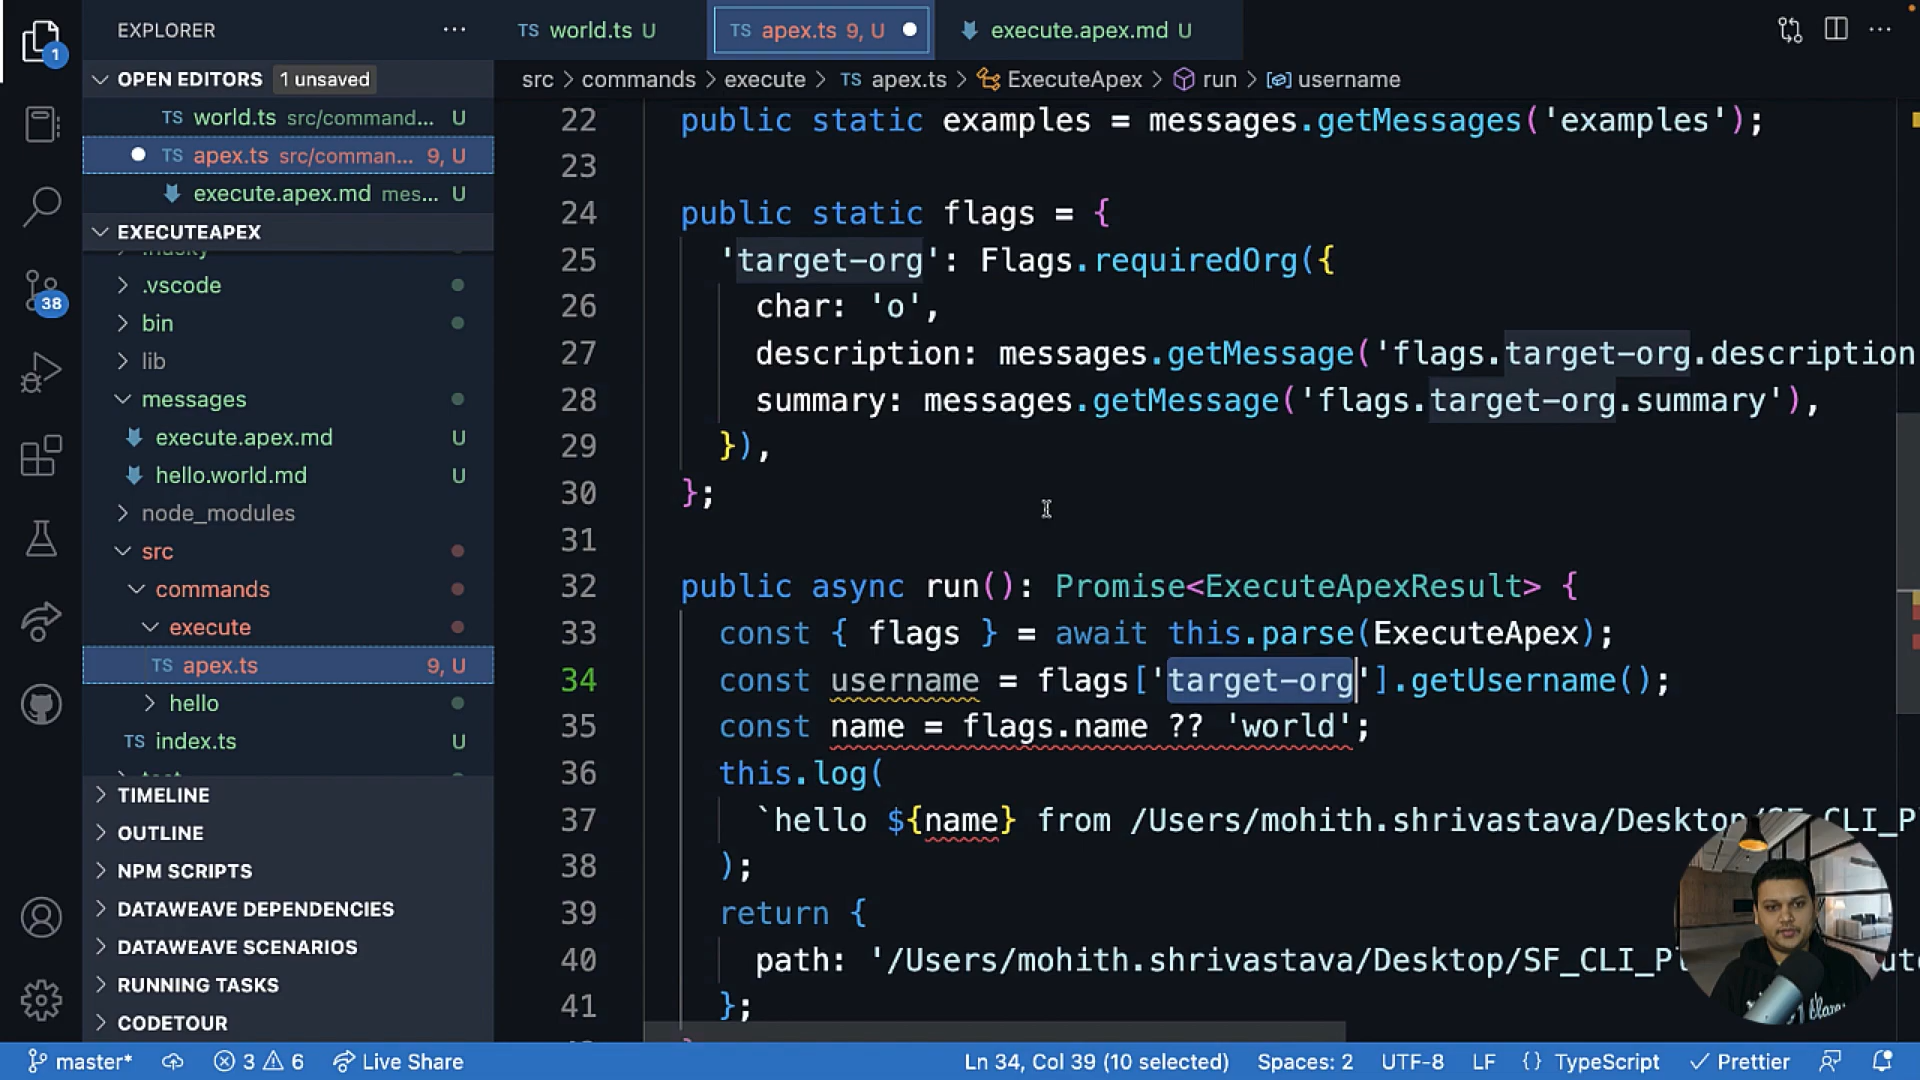 EXPLORER
world.ts U
apex.ts 9, U
execute.apex.md U
OPEN EDITORS 1 unsaved
src > commands > execute > TS apex.ts > ExecuteApex > run > username
TS world.ts src/command... U
TS apex.ts src/comman... 9, U
execute.apex.md mes... U
EXECUTEAPEX
.vscode
bin
lib
messages
execute.apex.md U
hello.world.md U
node_modules
src
commands
execute
TS apex.ts 9, U
hello
TS index.ts U
TIMELINE
OUTLINE
NPM SCRIPTS
DATAWEAVE DEPENDENCIES
DATAWEAVE SCENARIOS
RUNNING TASKS
CODETOUR
1
38
22 public static examples = messages.getMessages('examples');
23
24 public static flags = {
25 'target-org': Flags.requiredOrg({
26 char: 'o',
27 description: messages.getMessage('flags.target-org.description
28 summary: messages.getMessage('flags.target-org.summary'),
29 }),
30 };
31
32 public async run(): Promise<ExecuteApexResult> {
33 const { flags } = await this.parse(ExecuteApex);
34 const username = flags['target-org'].getUsername();
35 const name = flags.name ?? 'world';
36 this.log(
37 `hello ${name} from /Users/mohith.shrivastava/Desktop/SF_CLI_P
38 );
39 return {
40 path: '/Users/mohith.shrivastava/Desktop/SF_CLI_Pl
41 };
master* 3 6 Live Share Ln 34, Col 39 (10 selected) Spaces: 2 UTF-8 LF {} TypeScript Prettier